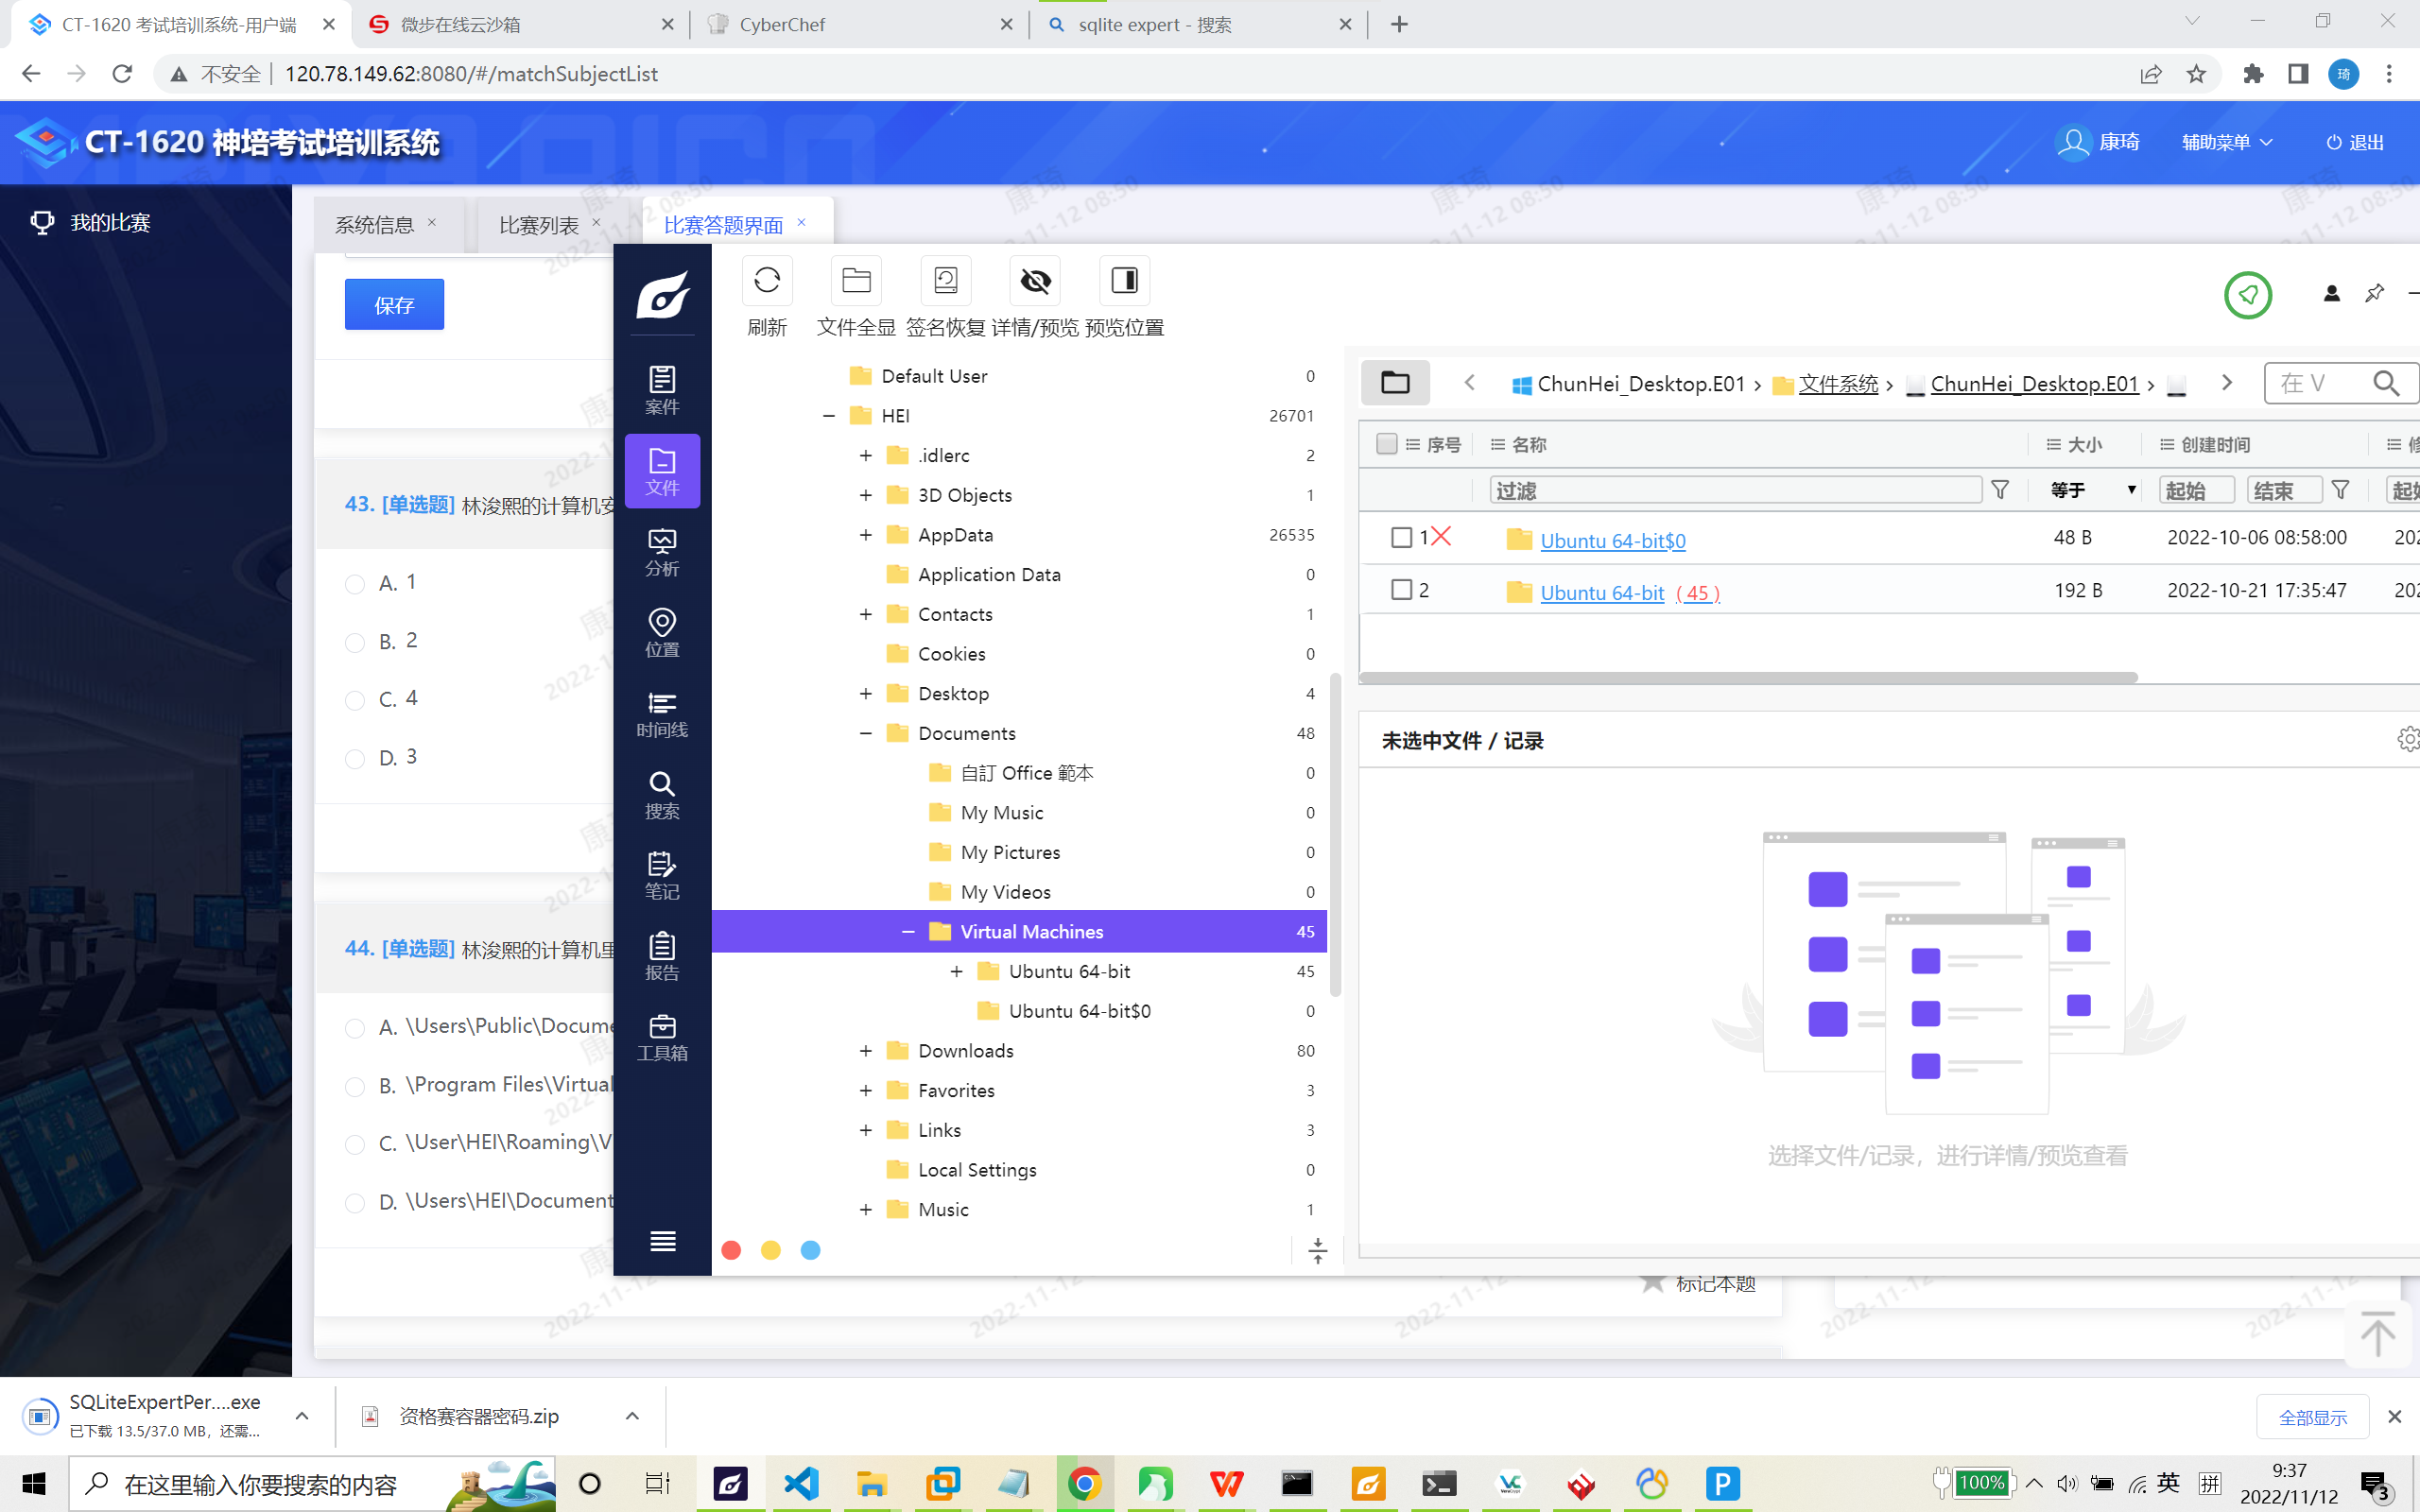 CT-1620 考试培训系统-用户端
微步在线云沙箱
CyberChef
sqlite expert - 搜索
不安全
120.78.149.62:8080/#/matchSubjectList
琦
CT-1620 神培考试培训系统
康琦
辅助菜单
退出
我的比赛
系统信息 ×
比赛列表 ×
比赛答题界面 ×
保存
43. [单选题] 林浚熙的计算机安
A. 1
B. 2
C. 4
D. 3
44. [单选题] 林浚熙的计算机里
A. \Users\Public\Docume
B. \Program Files\Virtual
C. \User\HEI\Roaming\V
D. \Users\HEI\Document
标记本题
刷新
文件全显
签名恢复
详情/预览
预览位置
案件
文件
分析
位置
时间线
搜索
笔记
报告
工具箱
Default User 0
HEI 26701
.idlerc 2
3D Objects 1
AppData 26535
Application Data 0
Contacts 1
Cookies 0
Desktop 4
Documents 48
自訂 Office 範本 0
My Music 0
My Pictures 0
My Videos 0
Virtual Machines 45
Ubuntu 64-bit 45
Ubuntu 64-bit$0 0
Downloads 80
Favorites 3
Links 3
Local Settings 0
Music 1
ChunHei_Desktop.E01 › 文件系统 › ChunHei_Desktop.E01 ›
在 V
序号 名称 大小 创建时间
过滤 等于 起始 结束
1 Ubuntu 64-bit$0 48 B 2022-10-06 08:58:00
2 Ubuntu 64-bit ( 45 ) 192 B 2022-10-21 17:35:47
未选中文件 / 记录
选择文件/记录，进行详情/预览查看
SQLiteExpertPer....exe
已下载 13.5/37.0 MB，还需...
资格赛容器密码.zip
全部显示
在这里输入你要搜索的内容
100%
英
拼
9:37
2022/11/12
3